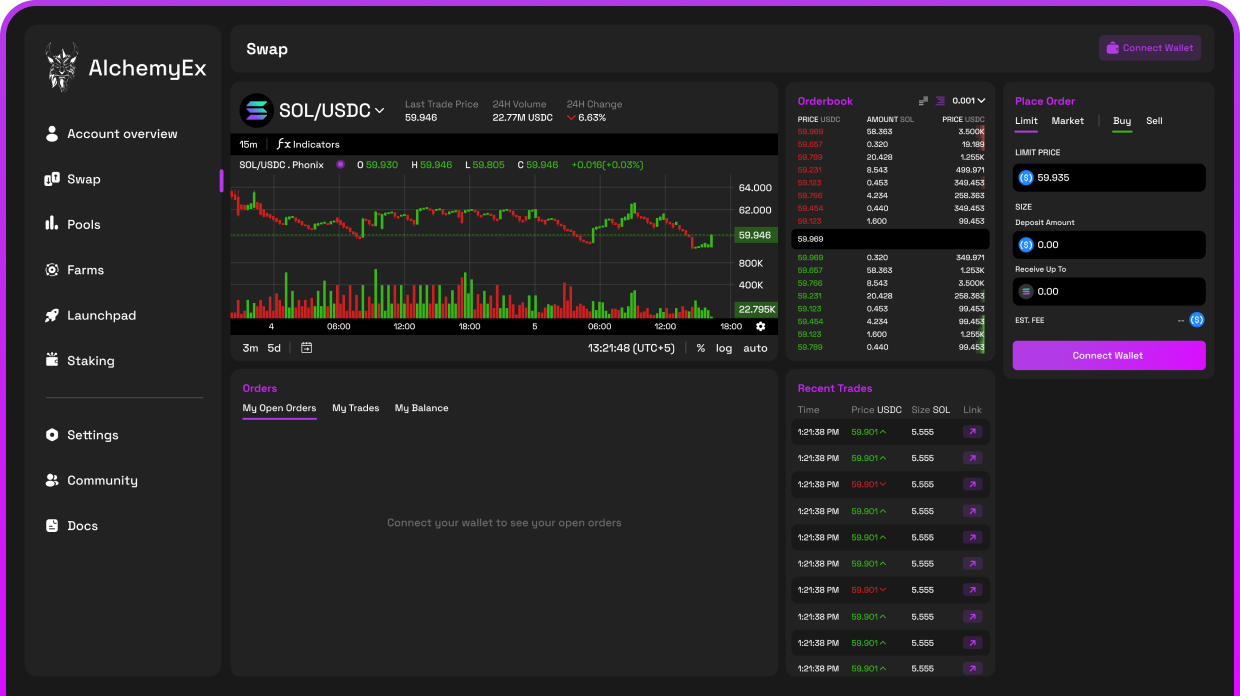 AlchemyEx
Account overview
Swap
Pools
Farms
Launchpad
Staking
Settings
Community
Docs
Swap
Connect Wallet
SOL/USDC
Last Trade Price
59.946
24H Volume
22.77M USDC
24H Change
6.63%
15m
ƒx Indicators
SOL/USDC . Phonix O 59.930 H 59.946 L 59.805 C 59.946 +0.016(+0.03%)
64.000
62.000
59.946
800K
400K
22.795K
4 06:00 12:00 18:00 5 06:00 12:00 18:00
3m 5d 13:21:48 (UTC+5) % log auto
Orderbook 0.001
PRICE USDC AMOUNT SOL PRICE USDC
59.969 58.363 3.500K
59.657 0.320 19.189
59.789 20.428 1.255K
59.231 8.543 499.971
59.123 0.453 349.453
59.756 4.234 258.363
59.454 0.440 349.453
59.123 1.600 99.453
59.969
59.969 0.320 349.971
59.657 58.363 1.253K
59.766 8.543 3.500K
59.231 20.428 258.363
59.123 0.453 99.453
59.454 4.234 99.453
59.123 1.600 1.255K
59.789 0.440 99.453
Place Order
Limit Market Buy Sell
LIMIT PRICE
59.935
SIZE
Deposit Amount
0.00
Receive Up To
0.00
EST. FEE --
Connect Wallet
Orders
My Open Orders My Trades My Balance
Connect your wallet to see your open orders
Recent Trades
Time Price USDC Size SOL Link
1:21:38 PM 59.901 5.555
1:21:38 PM 59.901 5.555
1:21:38 PM 59.901 5.555
1:21:38 PM 59.901 5.555
1:21:38 PM 59.901 5.555
1:21:38 PM 59.901 5.555
1:21:38 PM 59.901 5.555
1:21:38 PM 59.901 5.555
1:21:38 PM 59.901 5.555
1:21:38 PM 59.901 5.555